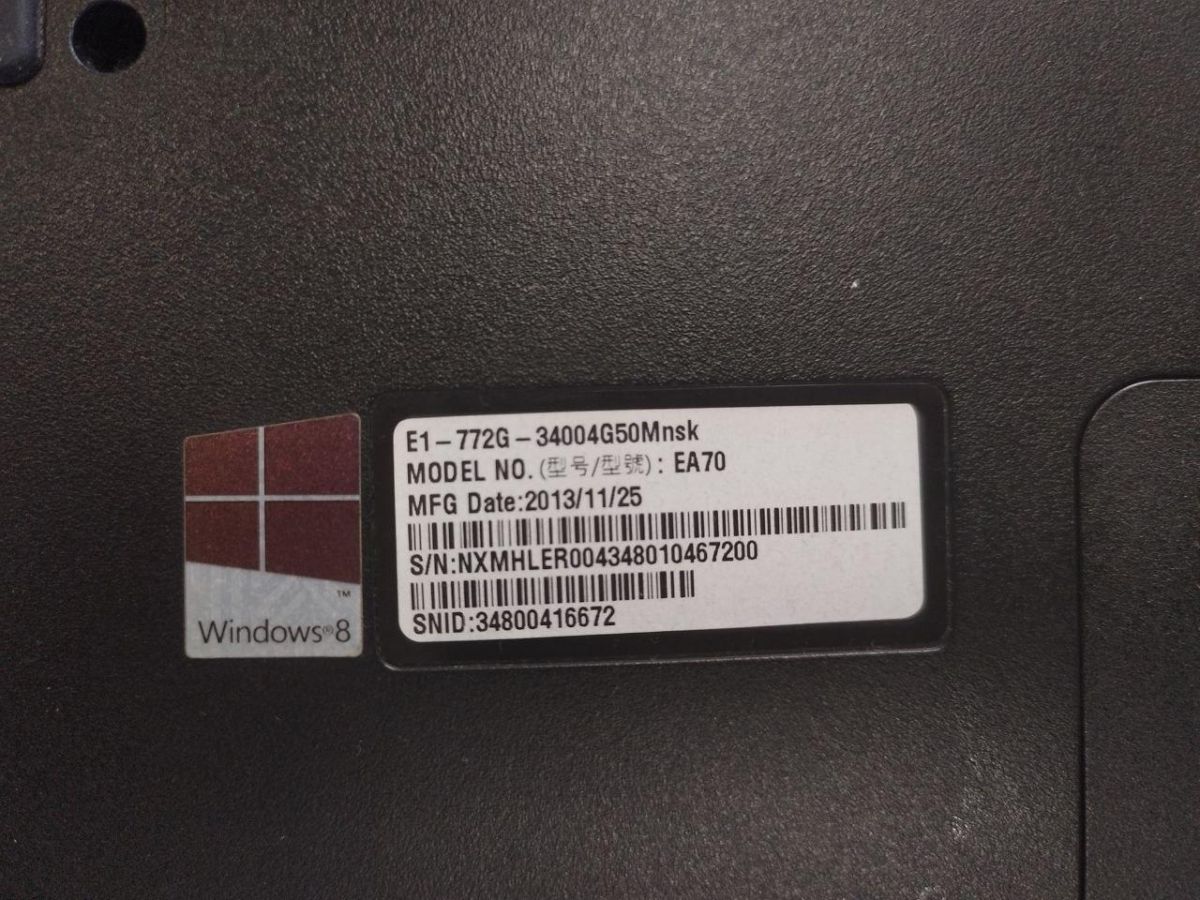 E1-772G-34004G50Mnsk
MODEL NO.(型号/型號): EA70
MFG Date:2013/11/25
S/N:NXMHLER004348010467200
SNID:34800416672
™
Windows®8